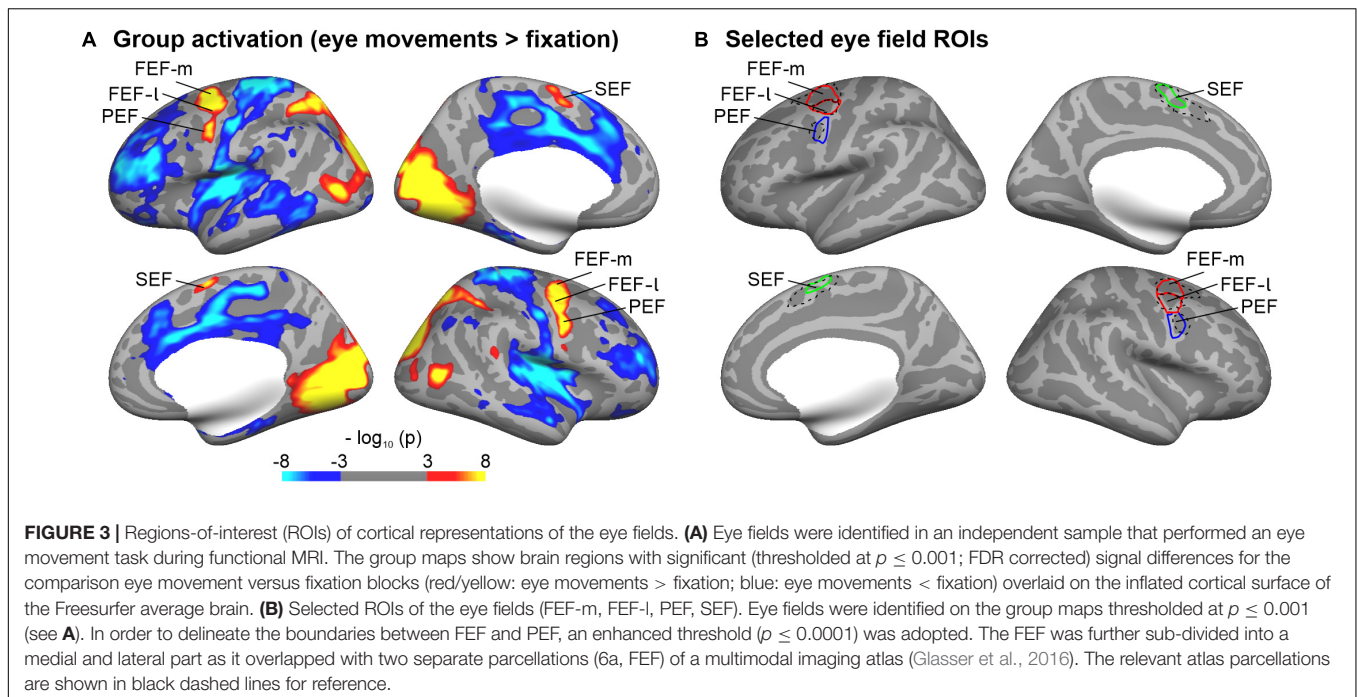 A Group activation (eye movements > fixation)
FEF-m
FEF-l
PEF
SEF
SEF
FEF-m
FEF-l
PEF
- log₁₀ (p)
-8 -3 3 8
B Selected eye field ROIs
FEF-m
FEF-l
PEF
SEF
SEF
FEF-m
FEF-l
PEF
FIGURE 3 | Regions-of-interest (ROIs) of cortical representations of the eye fields. (A) Eye fields were identified in an independent sample that performed an eye
movement task during functional MRI. The group maps show brain regions with significant (thresholded at p ≤ 0.001; FDR corrected) signal differences for the
comparison eye movement versus fixation blocks (red/yellow: eye movements > fixation; blue: eye movements < fixation) overlaid on the inflated cortical surface of
the Freesurfer average brain. (B) Selected ROIs of the eye fields (FEF-m, FEF-l, PEF, SEF). Eye fields were identified on the group maps thresholded at p ≤ 0.001
(see A). In order to delineate the boundaries between FEF and PEF, an enhanced threshold (p ≤ 0.0001) was adopted. The FEF was further sub-divided into a
medial and lateral part as it overlapped with two separate parcellations (6a, FEF) of a multimodal imaging atlas (Glasser et al., 2016). The relevant atlas parcellations
are shown in black dashed lines for reference.